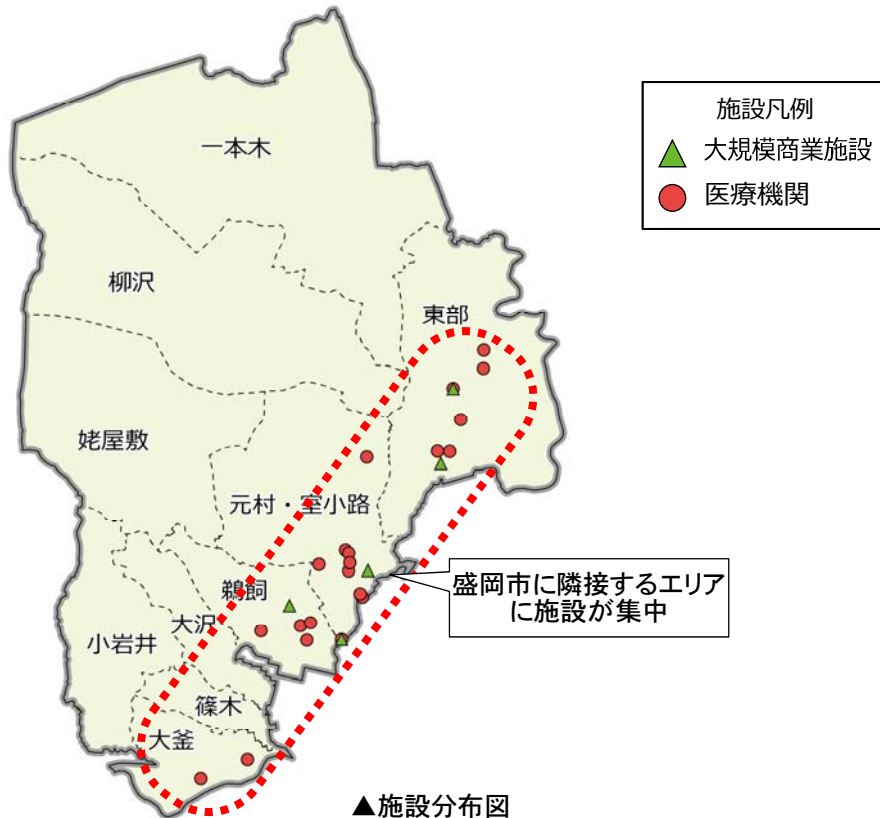 施設凡例
大規模商業施設
医療機関
一本木
柳沢
東部
姥屋敷
元村・室小路
鵜飼
大沢
小岩井
篠木
大釜
盛岡市に隣接するエリア
に施設が集中
▲施設分布図